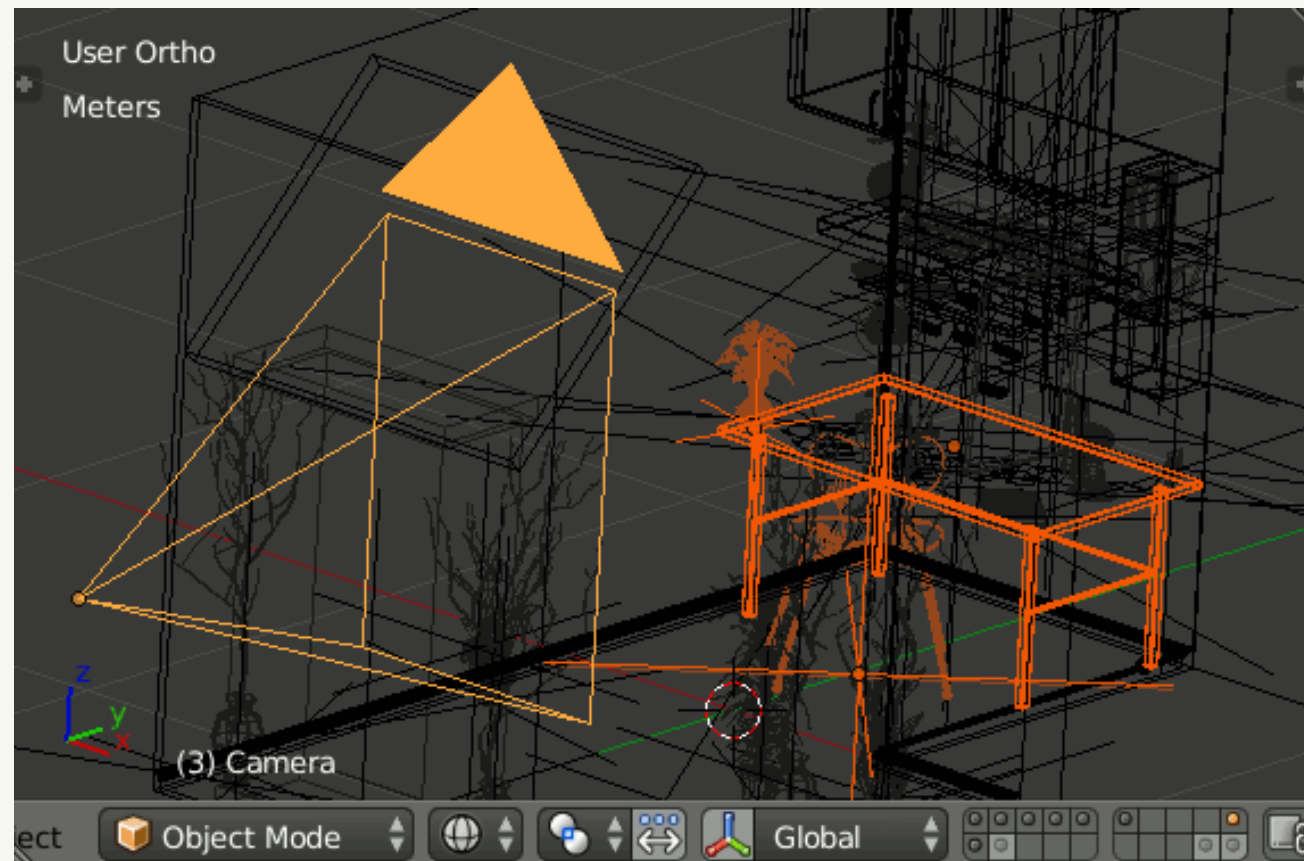 User Ortho
Meters
z
y
x
(3) Camera
ect Object Mode Global